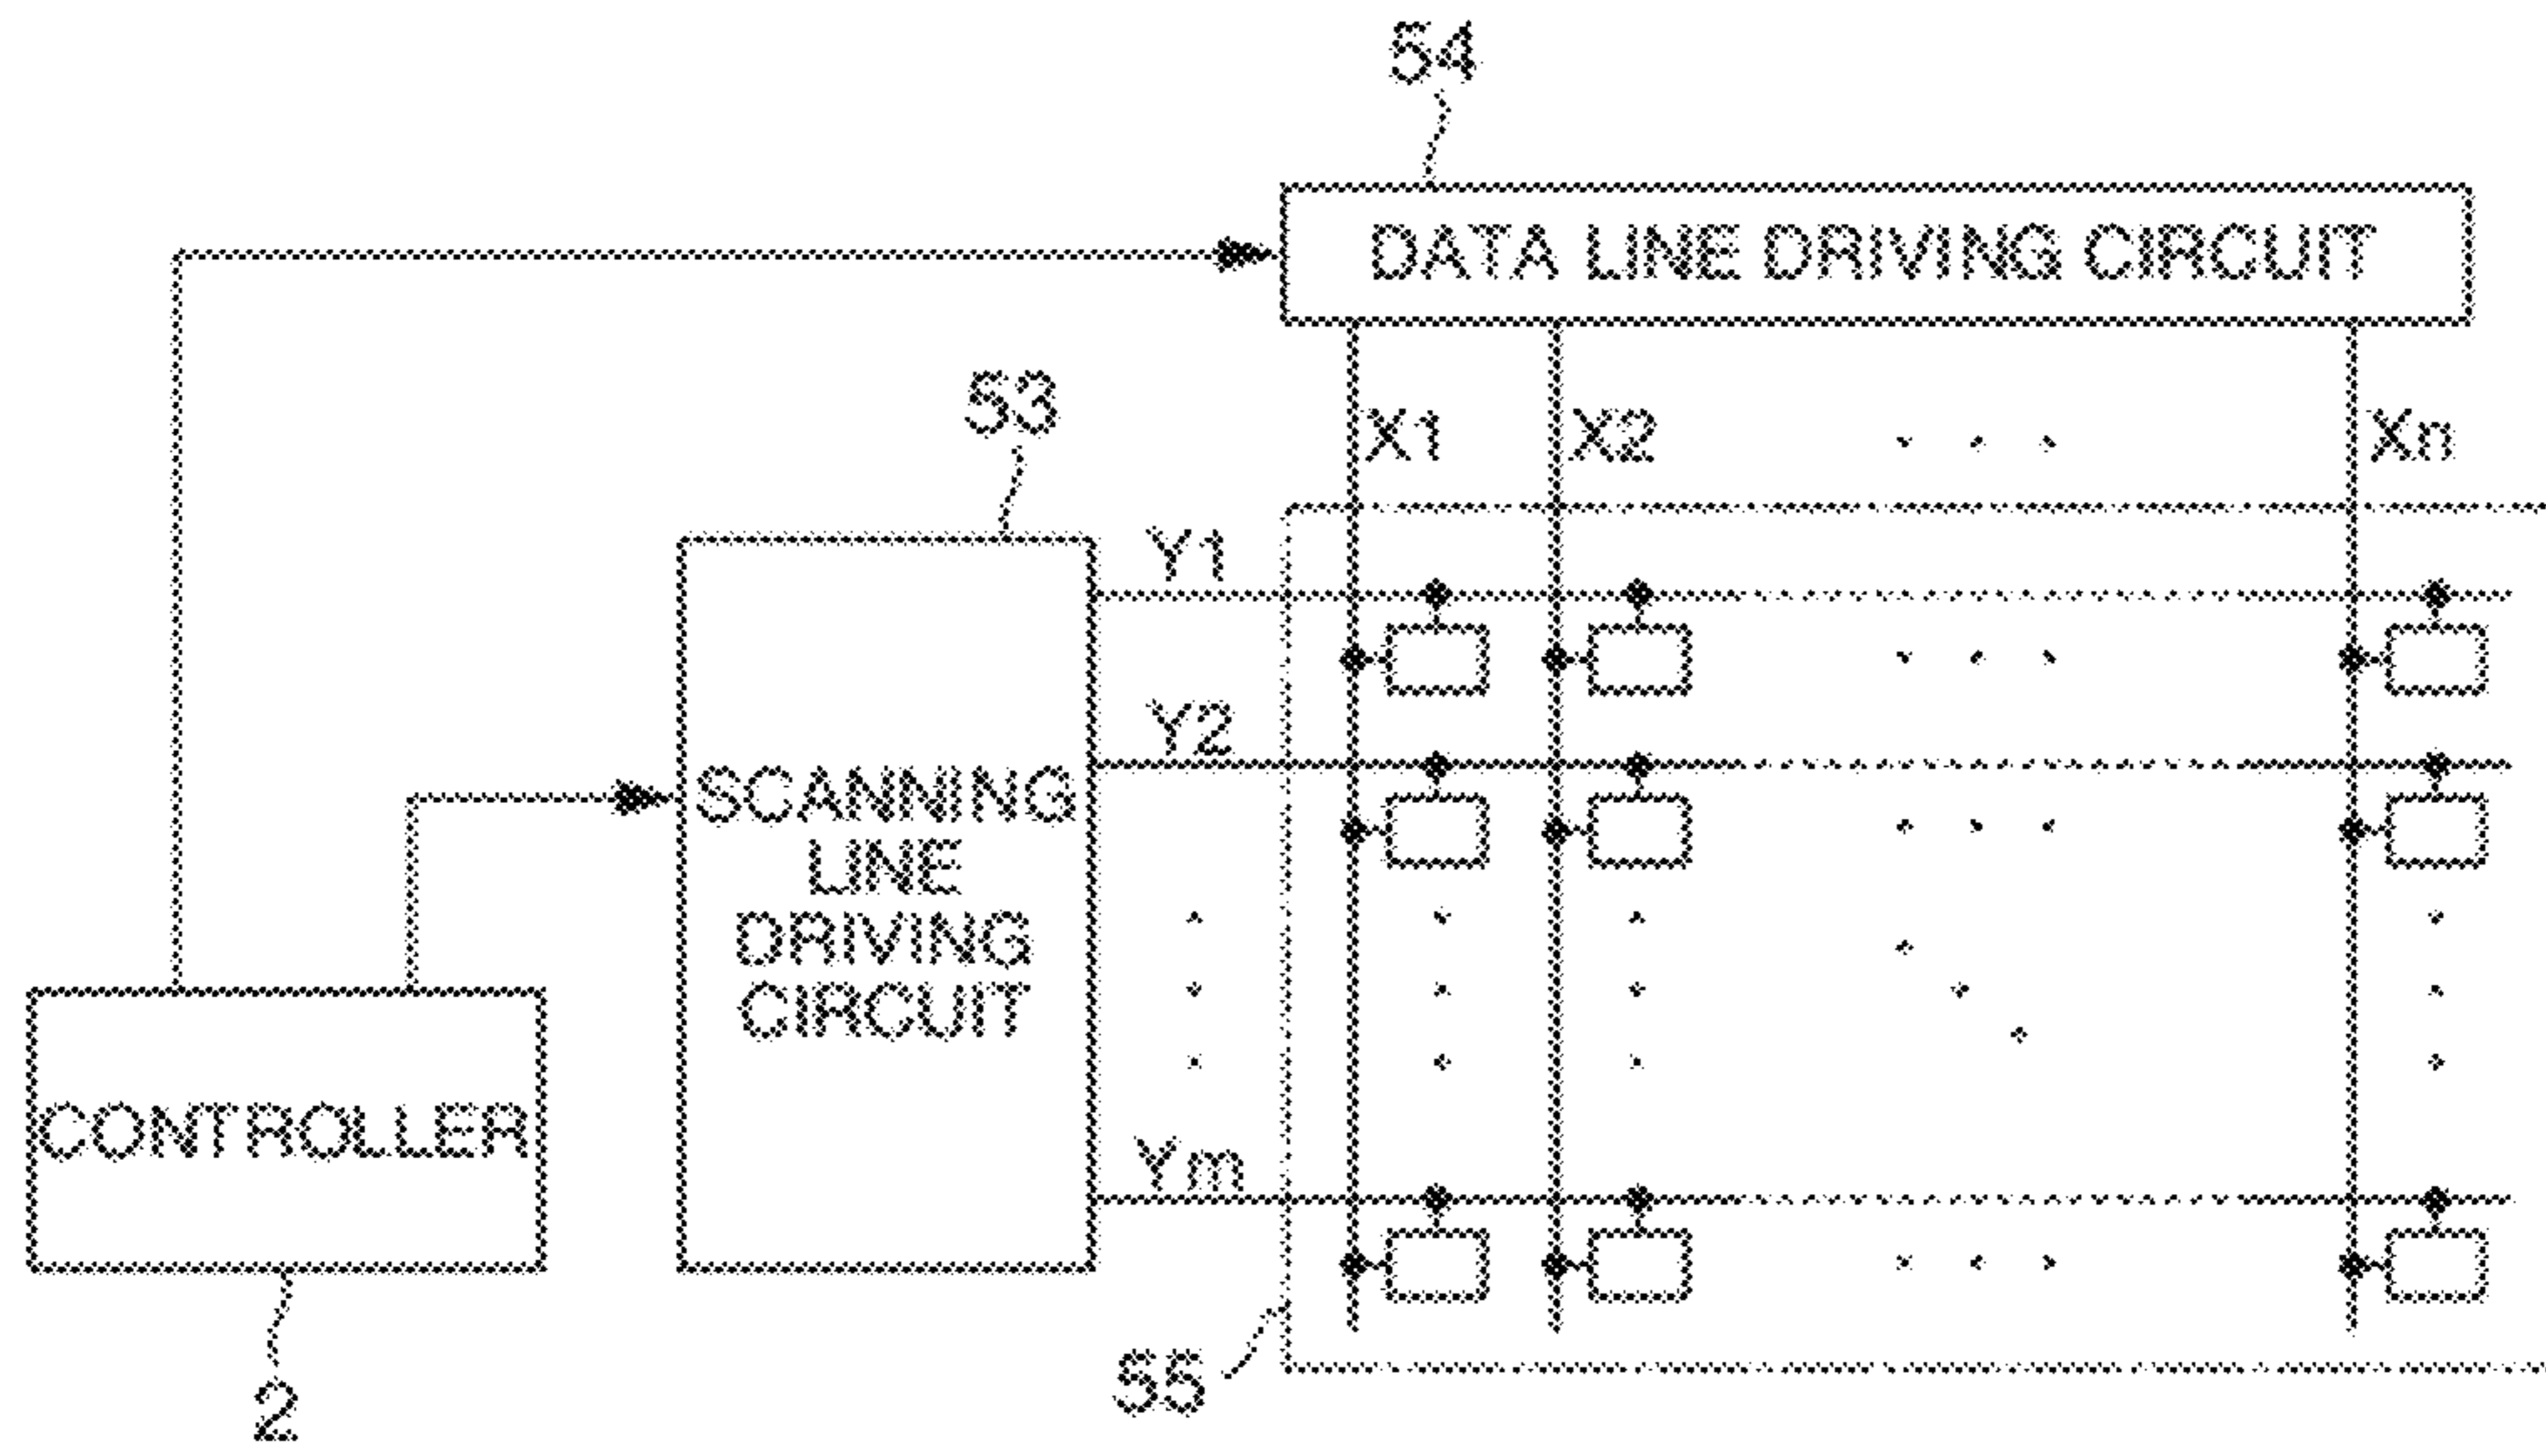 54
DATA LINE DRIVING CIRCUIT
53
X1 X2 . . . Xn
Y1
Y2
SCANNING
LINE
DRIVING
CIRCUIT
CONTROLLER
Ym
55
2